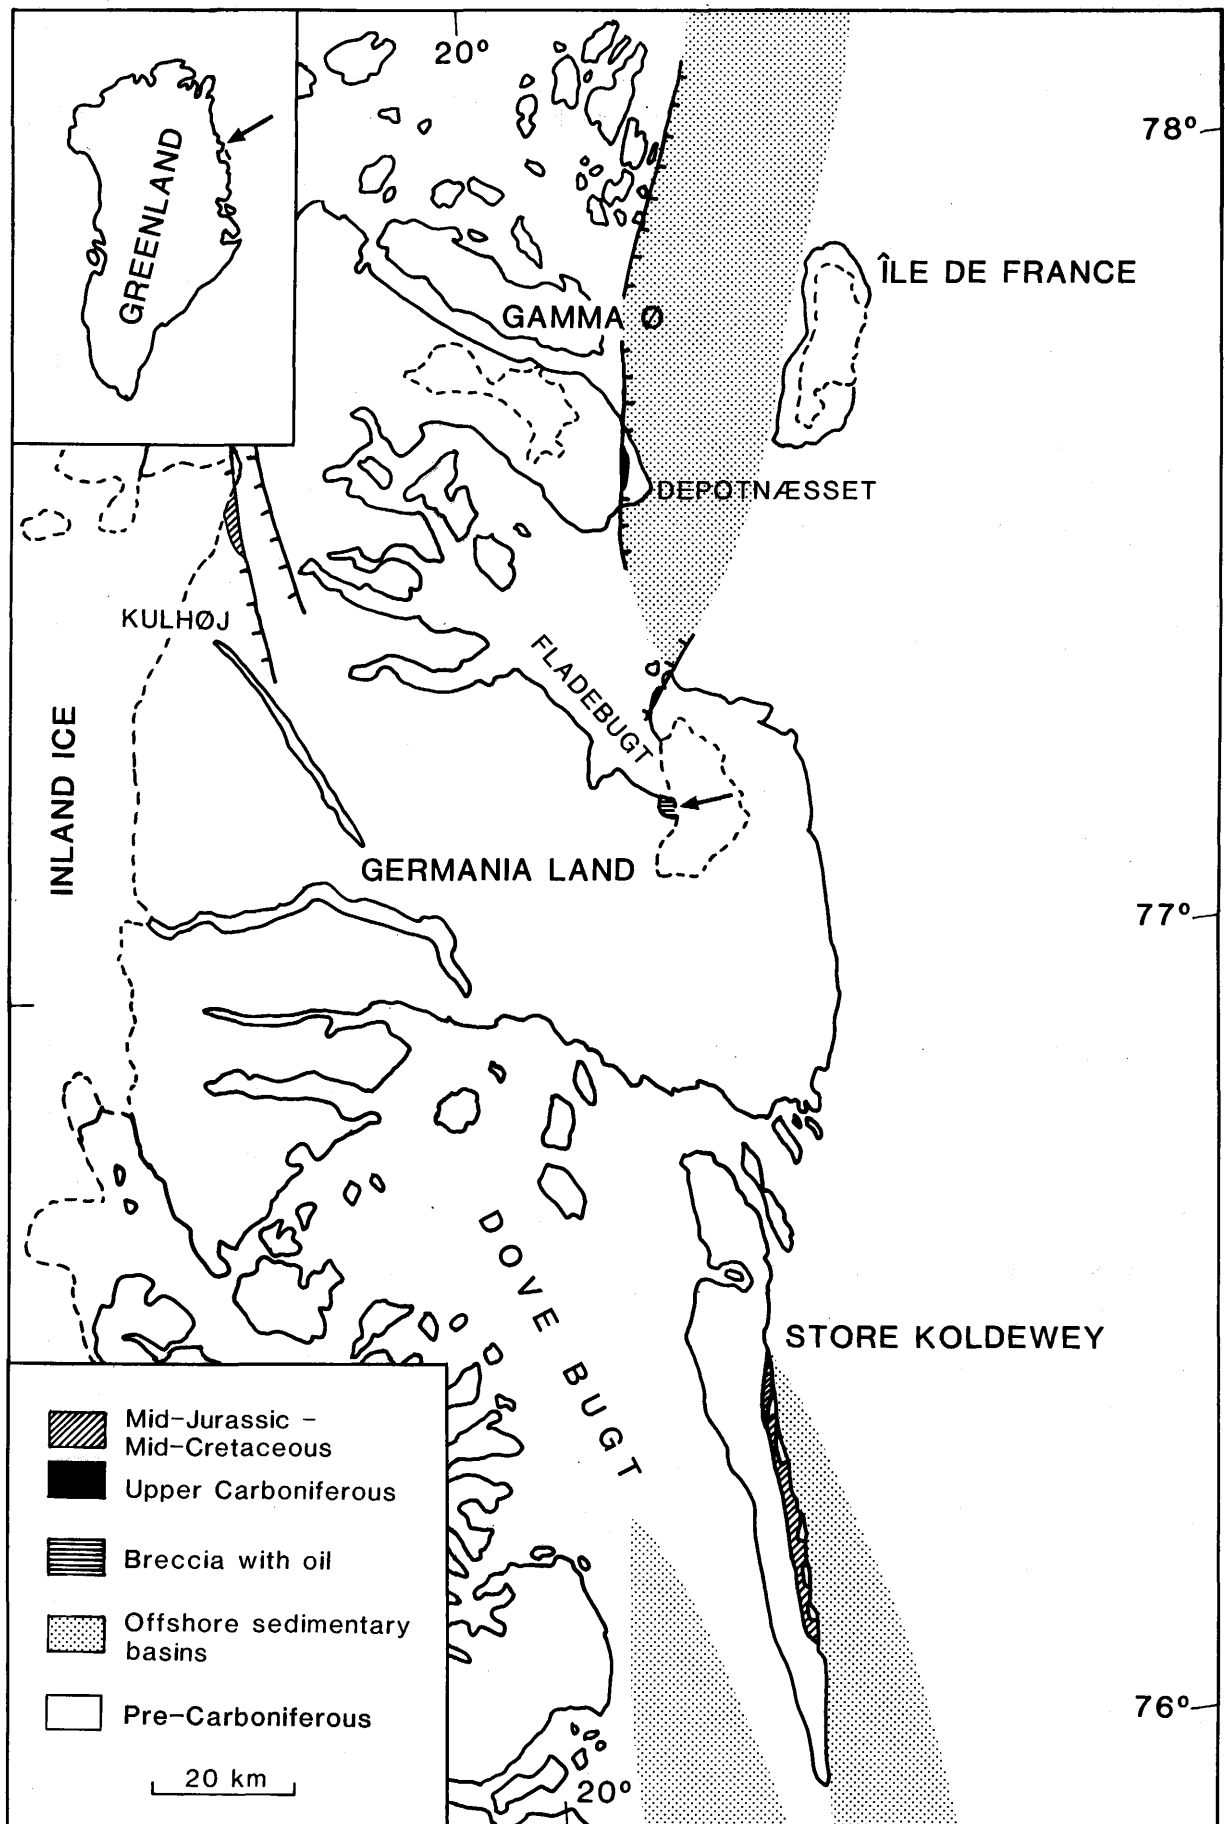 20°
78°
GREENLAND
ÎLE DE FRANCE
GAMMA Ø
DEPOTNÆSSET
KULHØJ
FLADEBUGT
INLAND ICE
GERMANIA LAND
77°
DOVE BUGT
STORE KOLDEWEY
Mid-Jurassic -
Mid-Cretaceous
Upper Carboniferous
Breccia with oil
Offshore sedimentary
basins
Pre-Carboniferous
20 km
76°
20°